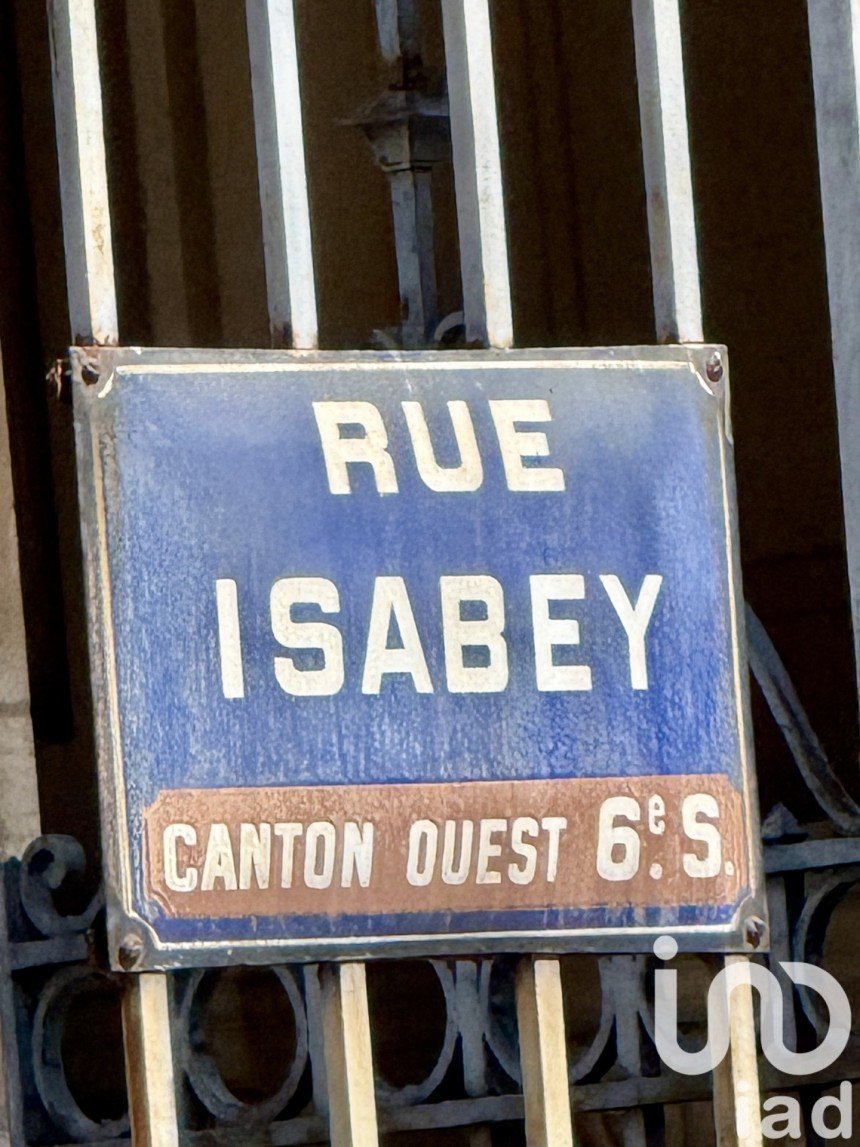 RUE
ISABEY
CANTON OUEST 6e. S.
iad